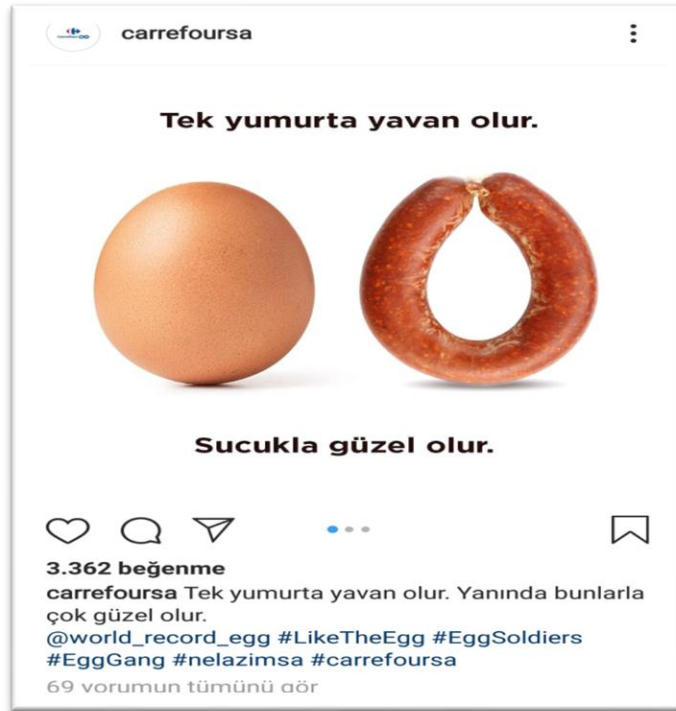 carrefoursa
Tek yumurta yavan olur.
Sucukla güzel olur.
3.362 beğenme
carrefoursa Tek yumurta yavan olur. Yanında bunlarla
çok güzel olur.
@world_record_egg #LikeTheEgg #EggSoldiers
#EggGang #nelazimsa #carrefoursa
69 yorumun tümünü gör